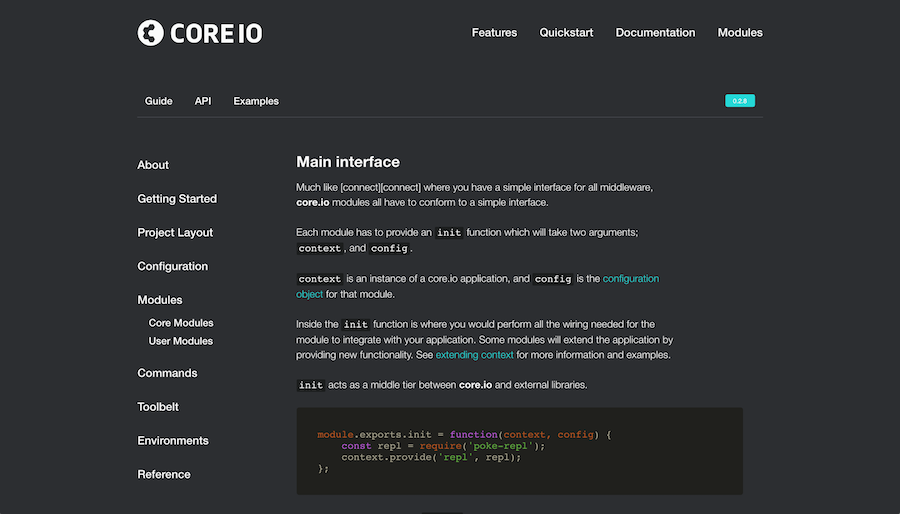 CORE IO
Features Quickstart Documentation Modules
Guide API Examples
0.2.8
About
Getting Started
Project Layout
Configuration
Modules
Core Modules
User Modules
Commands
Toolbelt
Environments
Reference
Main interface
Much like [connect][connect] where you have a simple interface for all middleware,
core.io modules all have to conform to a simple interface.
Each module has to provide an init function which will take two arguments;
context, and config.
context is an instance of a core.io application, and config is the configuration
object for that module.
Inside the init function is where you would perform all the wiring needed for the
module to integrate with your application. Some modules will extend the application by
providing new functionality. See extending context for more information and examples.
init acts as a middle tier between core.io and external libraries.
module.exports.init = function(context, config) {
    const repl = require('poke-repl');
    context.provide('repl', repl);
};